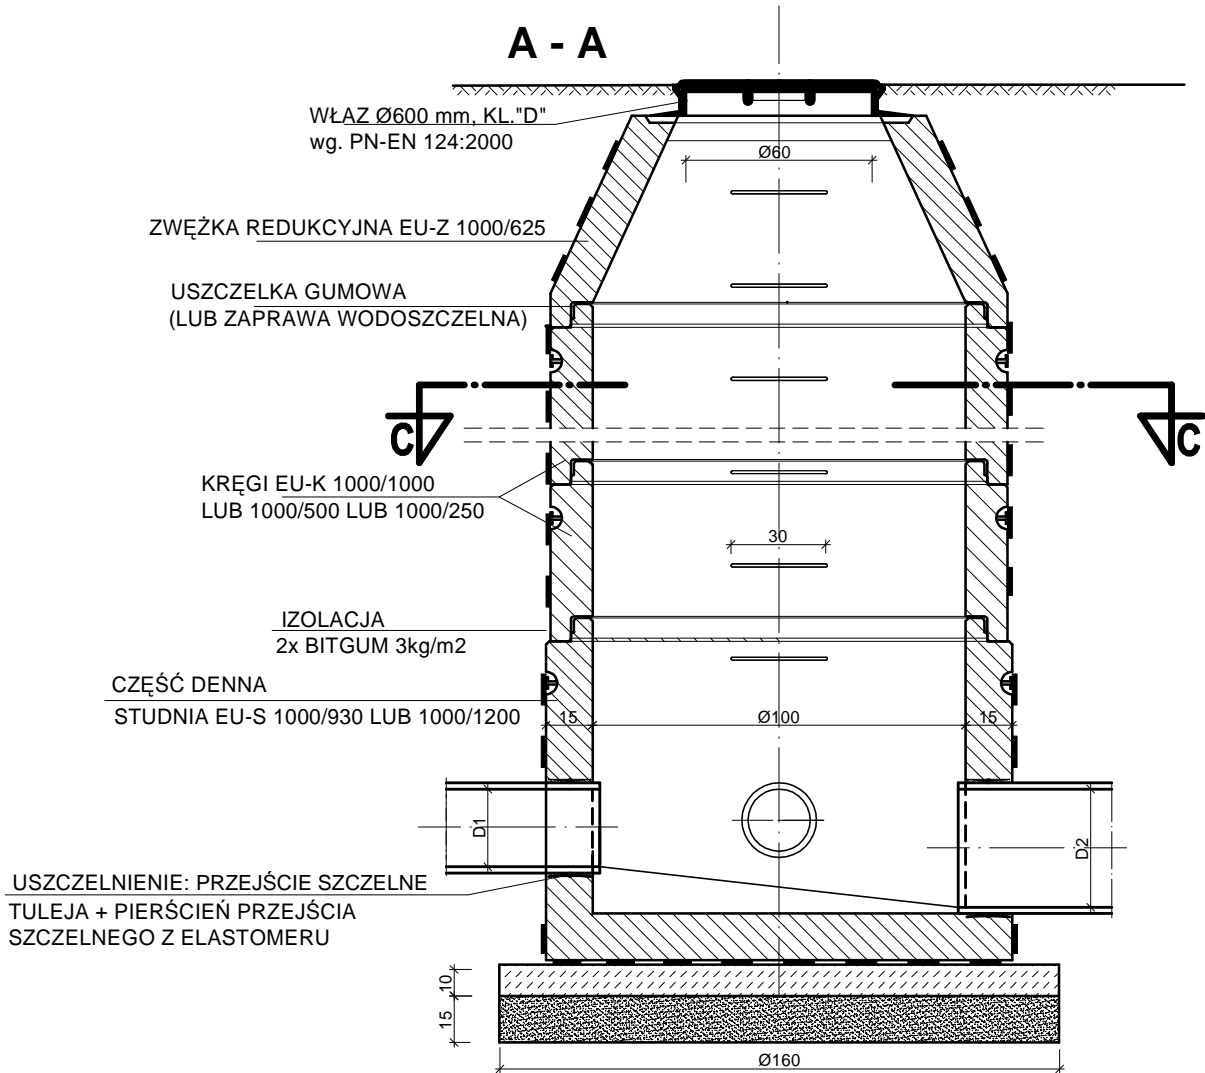 A - A
WŁAZ Ø600 mm, KL."D"
wg. PN-EN 124:2000
Ø60
ZWĘŻKA REDUKCYJNA EU-Z 1000/625
USZCZELKA GUMOWA
(LUB ZAPRAWA WODOSZCZELNA)
C
C
KRĘGI EU-K 1000/1000
LUB 1000/500 LUB 1000/250
30
IZOLACJA
2x BITGUM 3kg/m2
CZĘŚĆ DENNA
STUDNIA EU-S 1000/930 LUB 1000/1200
15
Ø100
15
D1
D2
USZCZELNIENIE: PRZEJŚCIE SZCZELNE
TULEJA + PIERŚCIEŃ PRZEJŚCIA
SZCZELNEGO Z ELASTOMERU
10
15
Ø160